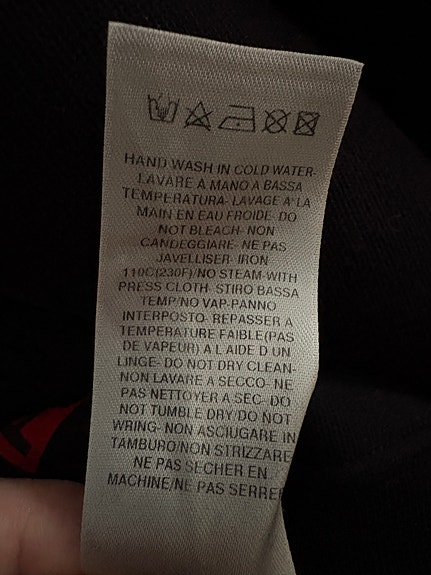 HAND WASH IN COLD WATER-
LAVARE A MANO A BASSA
TEMPERATURA- LAVAGE A LA
MAIN EN EAU FROIDE- DO
NOT BLEACH- NON
CANDEGGIARE- NE PAS
JAVELLISER- IRON
110C(230F)/NO STEAM-WITH
PRESS CLOTH- STIRO BASSA
TEMP/NO VAP-PANNO
INTERPOSTO- REPASSER A
TEMPERATURE FAIBLE(PAS
DE VAPEUR) A L AIDE D UN
LINGE- DO NOT DRY CLEAN-
NON LAVARE A SECCO- NE
PAS NETTOYER A SEC- DO
NOT TUMBLE DRY/DO NOT
WRING- NON ASCIUGARE IN
TAMBURO/NON STRIZZARE
NE PAS SECHER EN
MACHINE/NE PAS SERRER